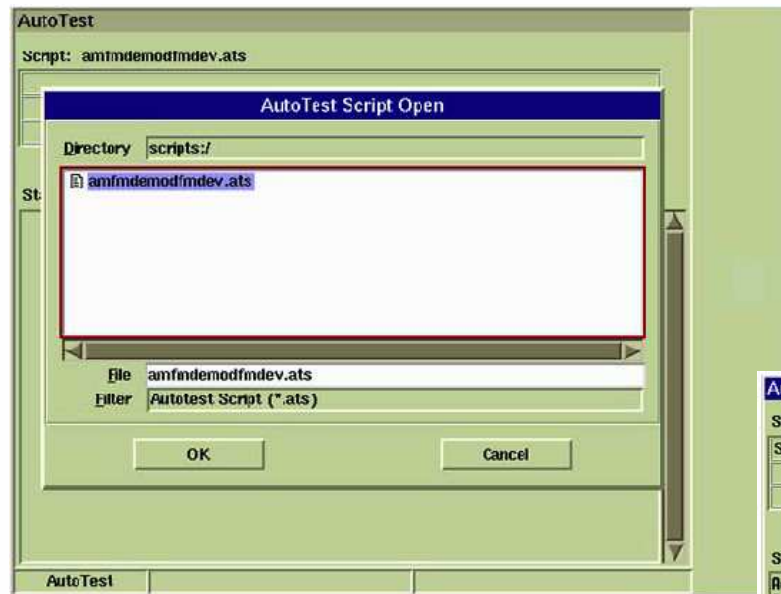 AutoTest
Script: amfmdemodfmdev.ats
AutoTest Script Open
Directory scripts:/
amfmdemodfmdev.ats
St
File amfmdemodfmdev.ats
Filter Autotest Script (*.ats)
OK Cancel
AutoTest
A
S
S
S
A